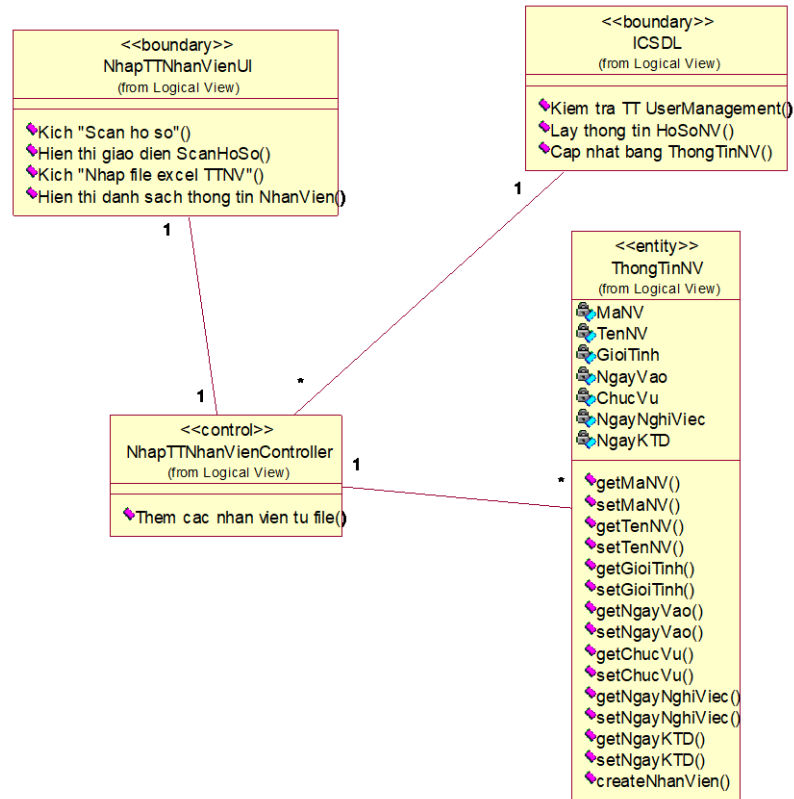 <<boundary>>
NhapTTNhanVienUI
(from Logical View)
Kich "Scan ho so"()
Hien thi giao dien ScanHoSo()
Kich "Nhap file excel TTNV"()
Hien thi danh sach thong tin NhanVien()
1
1
<<boundary>>
ICSDL
(from Logical View)
Kiem tra TT UserManagement()
Lay thong tin HoSoNV()
Cap nhat bang ThongTinNV()
1
*
<<control>>
NhapTTNhanVienController
(from Logical View)
Them cac nhan vien tu file()
1
*
<<entity>>
ThongTinNV
(from Logical View)
MaNV
TenNV
GioiTinh
NgayVao
ChucVu
NgayNghiViec
NgayKTD
getMaNV()
setMaNV()
getTenNV()
setTenNV()
getGioiTinh()
setGioiTinh()
getNgayVao()
setNgayVao()
getChucVu()
setChucVu()
getNgayNghiViec()
setNgayNghiViec()
getNgayKTD()
setNgayKTD()
createNhanVien()